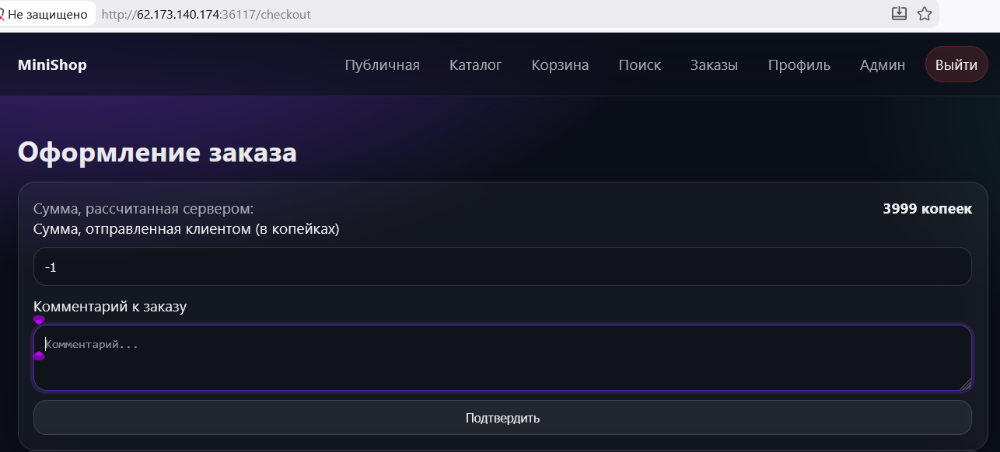 Не защищено http://62.173.140.174:36117/checkout
MiniShop Публичная Каталог Корзина Поиск Заказы Профиль Админ Выйти
Оформление заказа
Сумма, рассчитанная сервером: 3999 копеек
Сумма, отправленная клиентом (в копейках)
-1
Комментарий к заказу
Комментарий...
Подтвердить